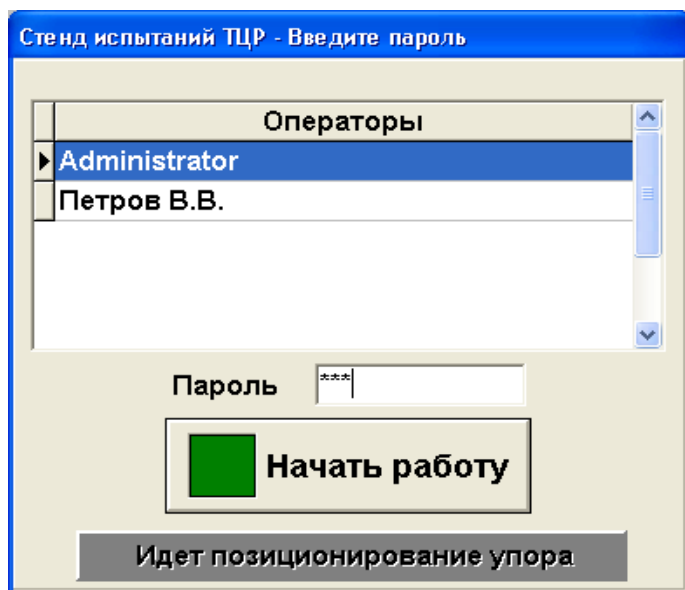 Стенд испытаний ТЦР - Введите пароль
Операторы
Administrator
Петров В.В.
Пароль ***
Начать работу
Идет позиционирование упора